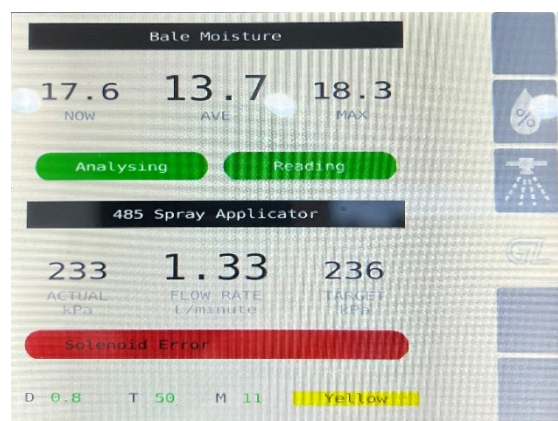 Bale Moisture
17.6 13.7 18.3
NOW AVE MAX
%
Analysing Reading
485 Spray Applicator
GL
233 1.33 236
ACTUAL FLOW RATE TARGET
kPa L/minute kPa
Solenoid Error
D 0.8 T 50 M 11 Yellow